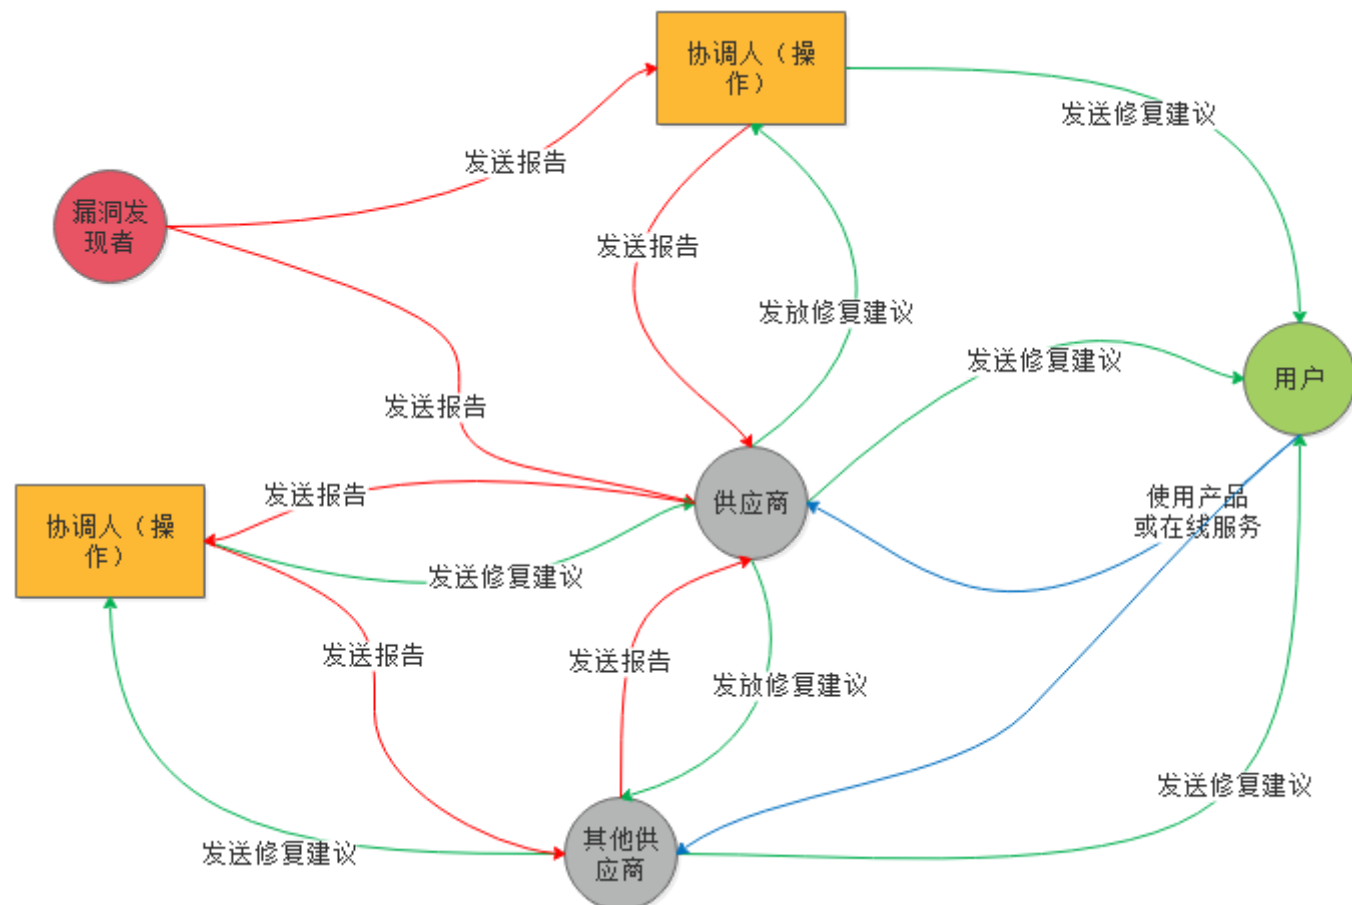 协调人（操
作）
发送修复建议
发送报告
漏洞发
现者
发送报告
发放修复建议
发送修复建议
用户
发送报告
供应商
使用产品
或在线服务
发送报告
协调人（操
作）
发送修复建议
发送报告
发送报告
发放修复建议
发送修复建议
其他供
应商
发送修复建议